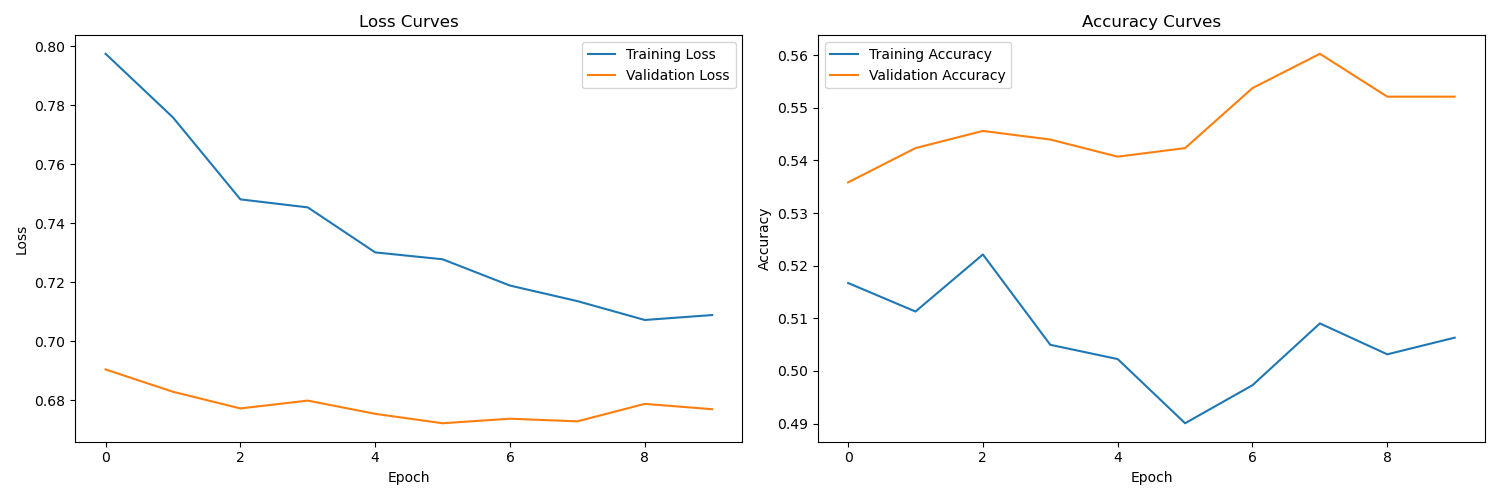 Loss Curves
0.80
0.78
0.76
0.74
0.72
0.70
0.68
Loss
Training Loss
Validation Loss
0 2 4 6 8
Epoch
Accuracy Curves
0.56
0.55
0.54
0.53
0.52
0.51
0.50
0.49
Accuracy
Training Accuracy
Validation Accuracy
0 2 4 6 8
Epoch